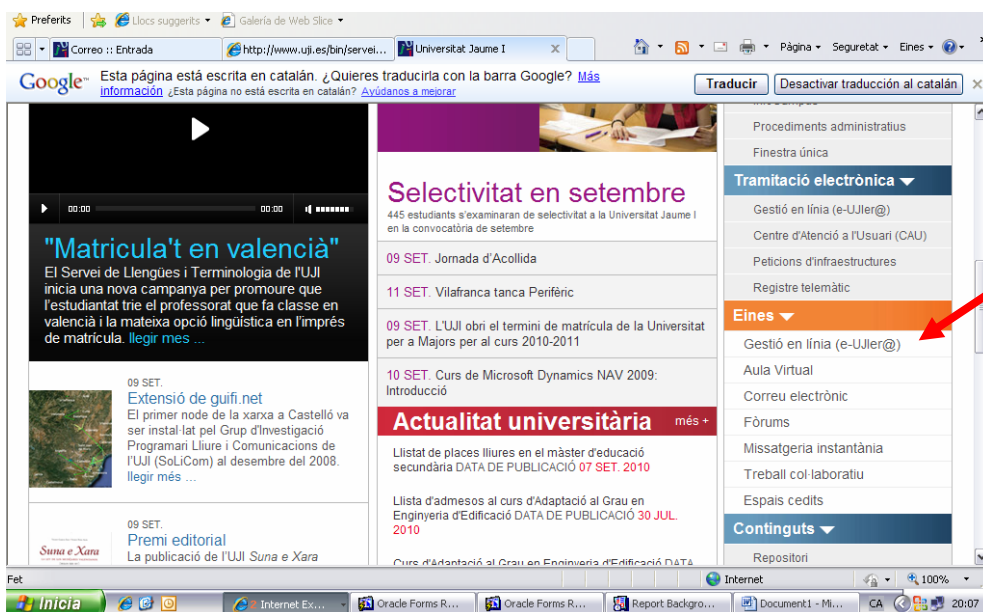 Preferits
Llocs suggerits
Galería de Web Slice
Correo :: Entrada
http://www.uji.es/bin/servei...
Universitat Jaume I
Pàgina
Seguretat
Eines
Google™
Esta página está escrita en catalán. ¿Quieres traducirla con la barra Google? Más
información ¿Esta página no está escrita en catalán? Ayúdanos a mejorar
Traducir
Desactivar traducción al catalán
00:00
00:00
"Matricula't en valencià"
El Servei de Llengües i Terminologia de l'UJI
inicia una nova campanya per promoure que
l'estudiantat trie el professorat que fa classe en
valencià i la mateixa opció lingüística en l'imprés
de matrícula. llegir mes ...
09 SET.
Extensió de guifi.net
El primer node de la xarxa a Castelló va
ser instal·lat pel Grup d'Investigació
Programari Lliure i Comunicacions de
l'UJI (SoLiCom) al desembre del 2008.
llegir més ...
09 SET.
Premi editorial
Suna e Xara
La publicació de l'UJI Suna e Xara
Selectivitat en setembre
445 estudiants s'examinaran de selectivitat a la Universitat Jaume I
en la convocatòria de setembre
09 SET. Jornada d'Acollida
11 SET. Vilafranca tanca Perifèric
09 SET. L'UJI obri el termini de matrícula de la Universitat
per a Majors per al curs 2010-2011
10 SET. Curs de Microsoft Dynamics NAV 2009:
Introducció
Actualitat universitària
més +
Llistat de places lliures en el màster d'educació
secundària DATA DE PUBLICACIÓ 07 SET. 2010
Llista d'admesos al curs d'Adaptació al Grau en
Enginyeria d'Edificació DATA DE PUBLICACIÓ 30 JUL.
2010
Curs d'Adaptació al Grau en Enginyeria d'Edificació DATA
Procediments administratius
Finestra única
Tramitació electrònica
Gestió en línia (e-UJIer@)
Centre d'Atenció a l'Usuari (CAU)
Peticions d'infraestructures
Registre telemàtic
Eines
Gestió en línia (e-UJIer@)
Aula Virtual
Correu electrònic
Fòrums
Missatgeria instantània
Treball col·laboratiu
Espais cedits
Continguts
Repositori
Fet
Internet
100%
Inicia
2 Internet Ex...
Oracle Forms R...
Oracle Forms R...
Report Backgro...
Document1 - Mi...
CA
20:07